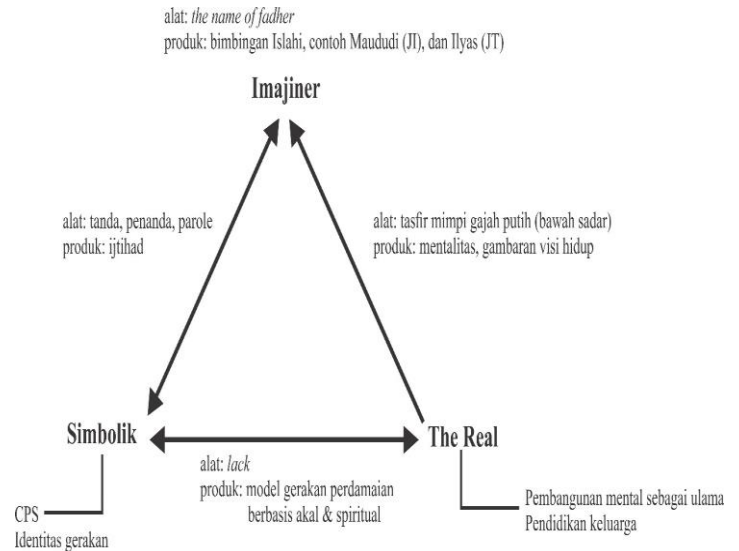 alat: the name of fadher
produk: bimbingan Islahi, contoh Maududi (JI), dan Ilyas (JT)
Imajiner
alat: tanda, penanda, parole
produk: ijtihad
alat: tasfir mimpi gajah putih (bawah sadar)
produk: mentalitas, gambaran visi hidup
Simbolik
The Real
alat: lack
produk: model gerakan perdamaian
berbasis akal & spiritual
CPS
Identitas gerakan
Pembangunan mental sebagai ulama
Pendidikan keluarga